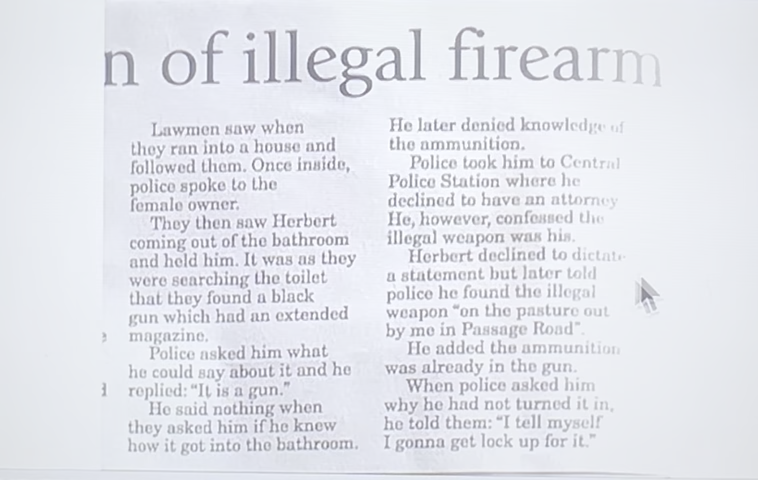 n of illegal firearm
Lawmen saw when
they ran into a house and
followed them. Once inside,
police spoke to the
female owner.
They then saw Herbert
coming out of the bathroom
and held him. It was as they
were searching the toilet
that they found a black
gun which had an extended
magazine.
Police asked him what
he could say about it and he
replied: “It is a gun.”
He said nothing when
they asked him if he knew
how it got into the bathroom.
He later denied knowledge of
the ammunition.
Police took him to Central
Police Station where he
declined to have an attorney
He, however, confessed the
illegal weapon was his.
Herbert declined to dictate
a statement but later told
police he found the illegal
weapon “on the pasture out
by me in Passage Road”.
He added the ammunition
was already in the gun.
When police asked him
why he had not turned it in,
he told them: “I tell myself
I gonna get lock up for it.”